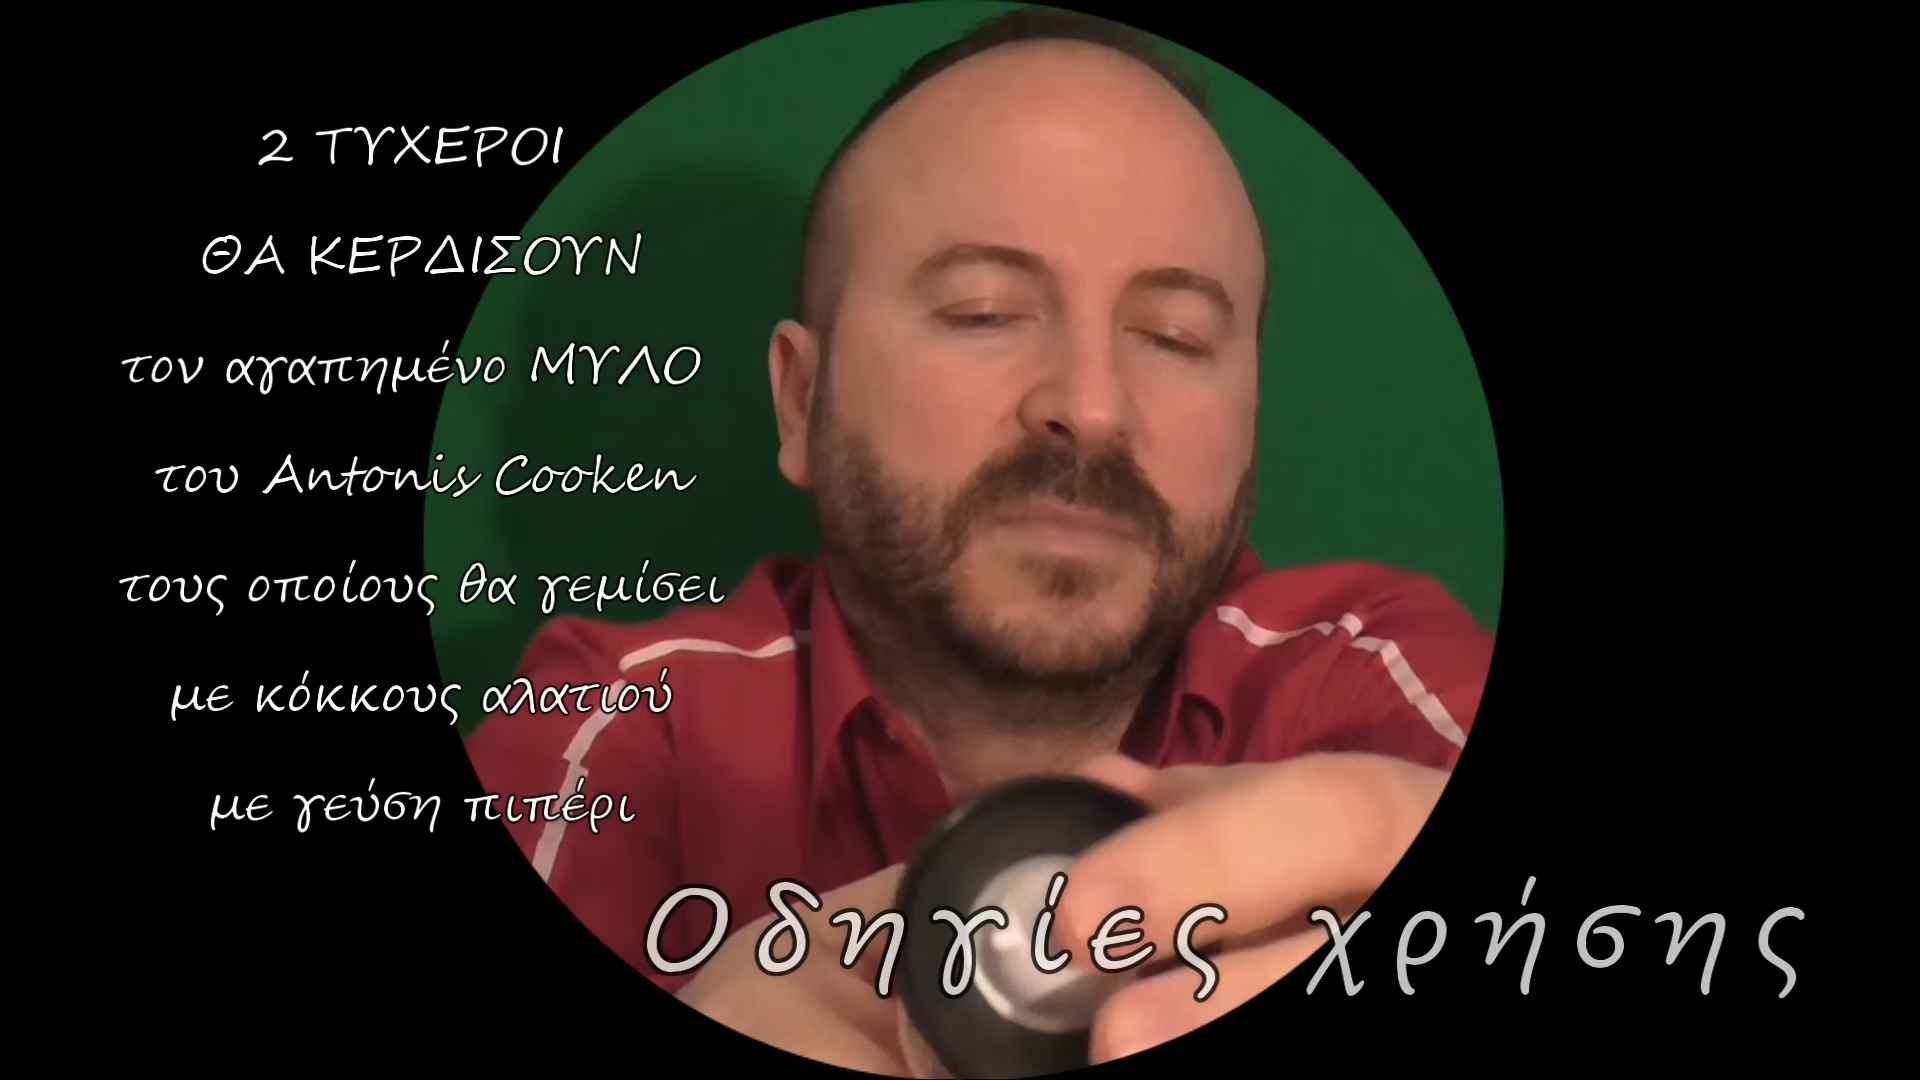 2 ΤΥΧΕΡΟΙ
ΘΑ ΚΕΡΔΙΣΟΥΝ
τον αγαπημένο ΜΥΛΟ
του Antonis Cooken
τους οποίους θα γεμίσει
με κόκκους αλατιού
με γεύση πιπέρι
Οδηγίες χρήσης